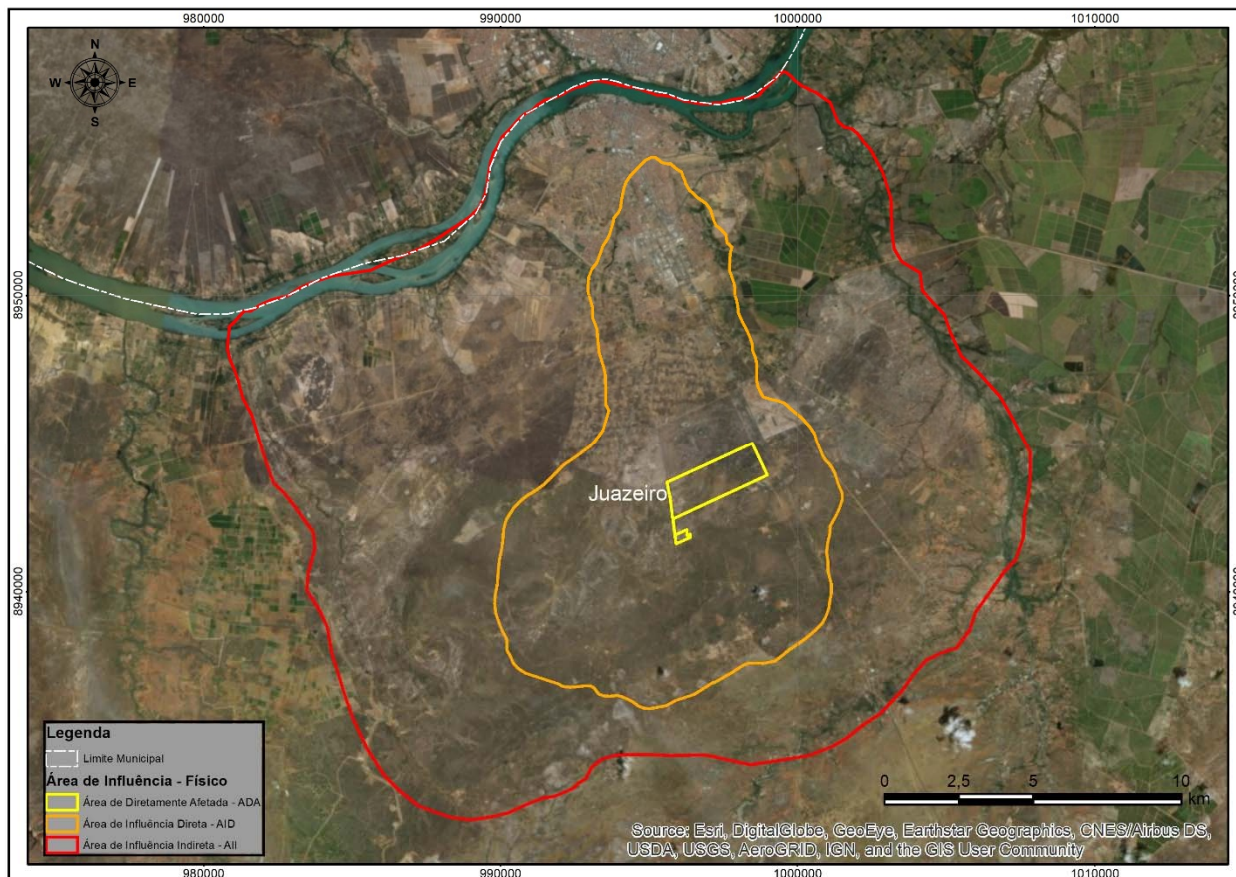 980000
990000
1000000
1010000
N
W
E
S
8950000
8950000
Juazeiro
8940000
8940000
Legenda
Limite Municipal
Área de Influência - Físico
Área de Diretamente Afetada - ADA
Área de Influência Direta - AID
Área de Influência Indireta - AII
0
2,5
5
10
km
Source: Esri, DigitalGlobe, GeoEye, Earthstar Geographics, CNES/Airbus DS,
USDA, USGS, AeroGRID, IGN, and the GIS User Community
980000
990000
1000000
1010000